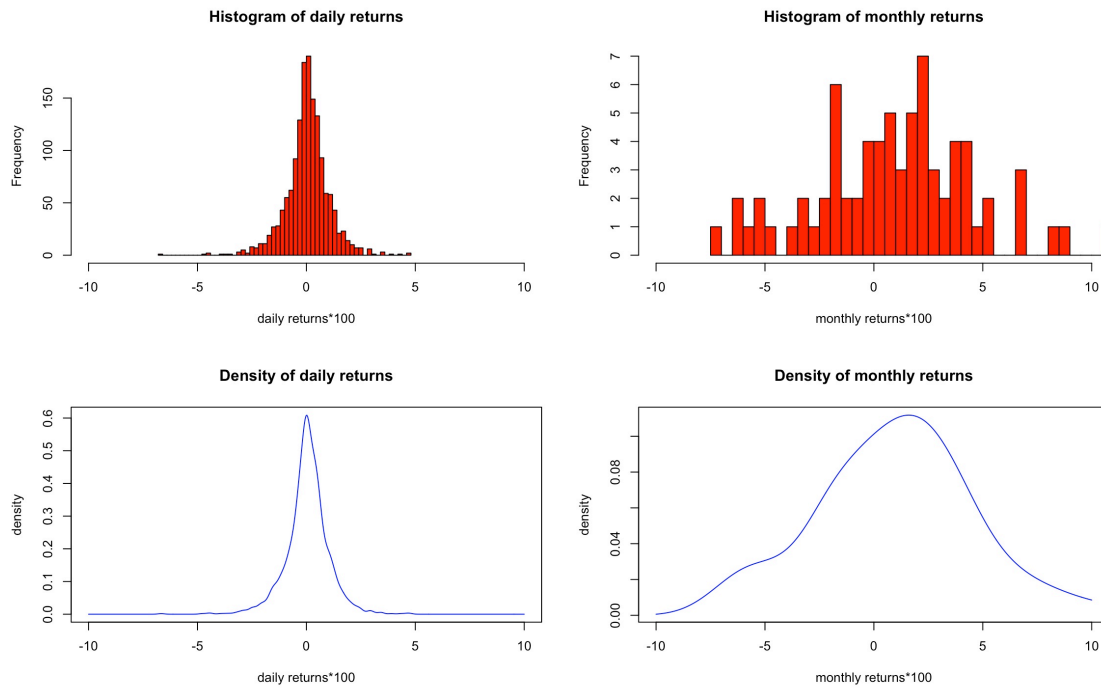 Histogram of daily returns
Frequency
150
100
50
0
-10 -5 0 5 10
daily returns*100
Histogram of monthly returns
Frequency
7
6
5
4
3
2
1
0
-10 -5 0 5 10
monthly returns*100
Density of daily returns
density
0.6
0.5
0.4
0.3
0.2
0.1
0.0
-10 -5 0 5 10
daily returns*100
Density of monthly returns
density
0.08
0.04
0.00
-10 -5 0 5 10
monthly returns*100